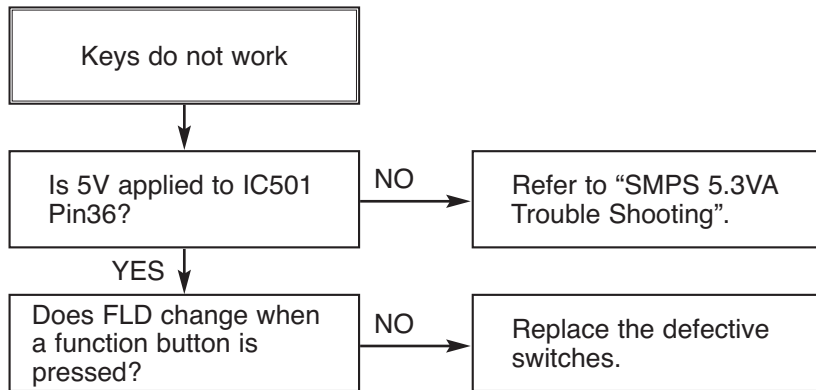 Keys do not work
Is 5V applied to IC501
Pin36?
NO
Refer to “SMPS 5.3VA
Trouble Shooting”.
YES
Does FLD change when
a function button is
pressed?
NO
Replace the defective
switches.